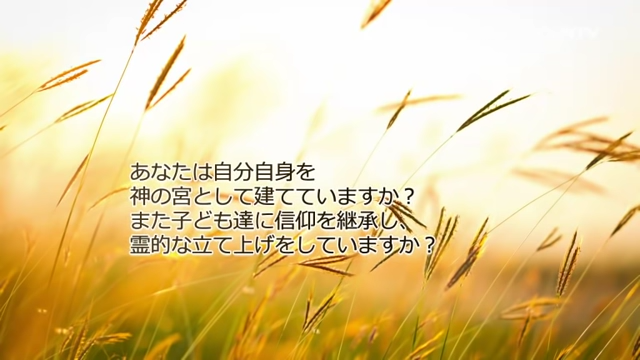 あなたは自分自身を
神の宮として建てていますか？
また子ども達に信仰を継承し、
霊的な立て上げをしていますか？